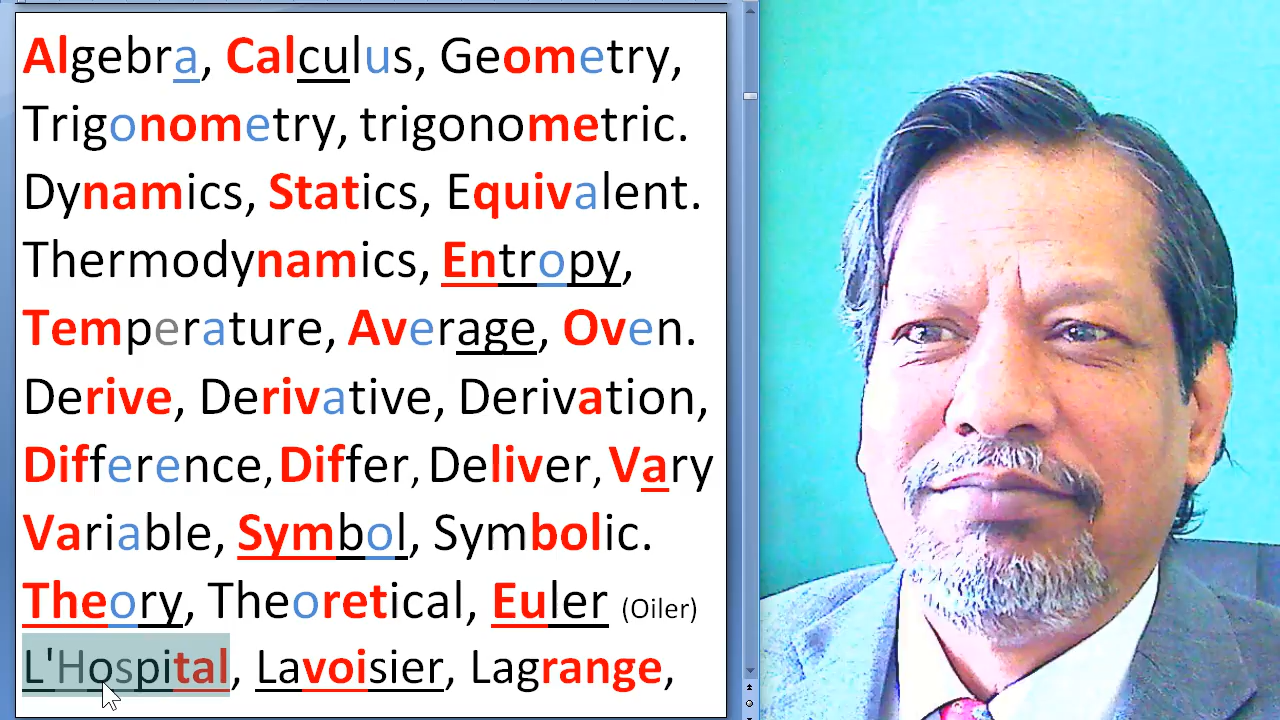 Algebra, Calculus, Geometry,
Trigonometry, trigonometric.
Dynamics, Statics, Equivalent.
Thermodynamics, Entropy,
Temperature, Average, Oven.
Derive, Derivative, Derivation,
Difference, Differ, Deliver, Vary
Variable, Symbol, Symbolic.
Theory, Theoretical, Euler (Oiler)
L'Hospital, Lavoisier, Lagrange,